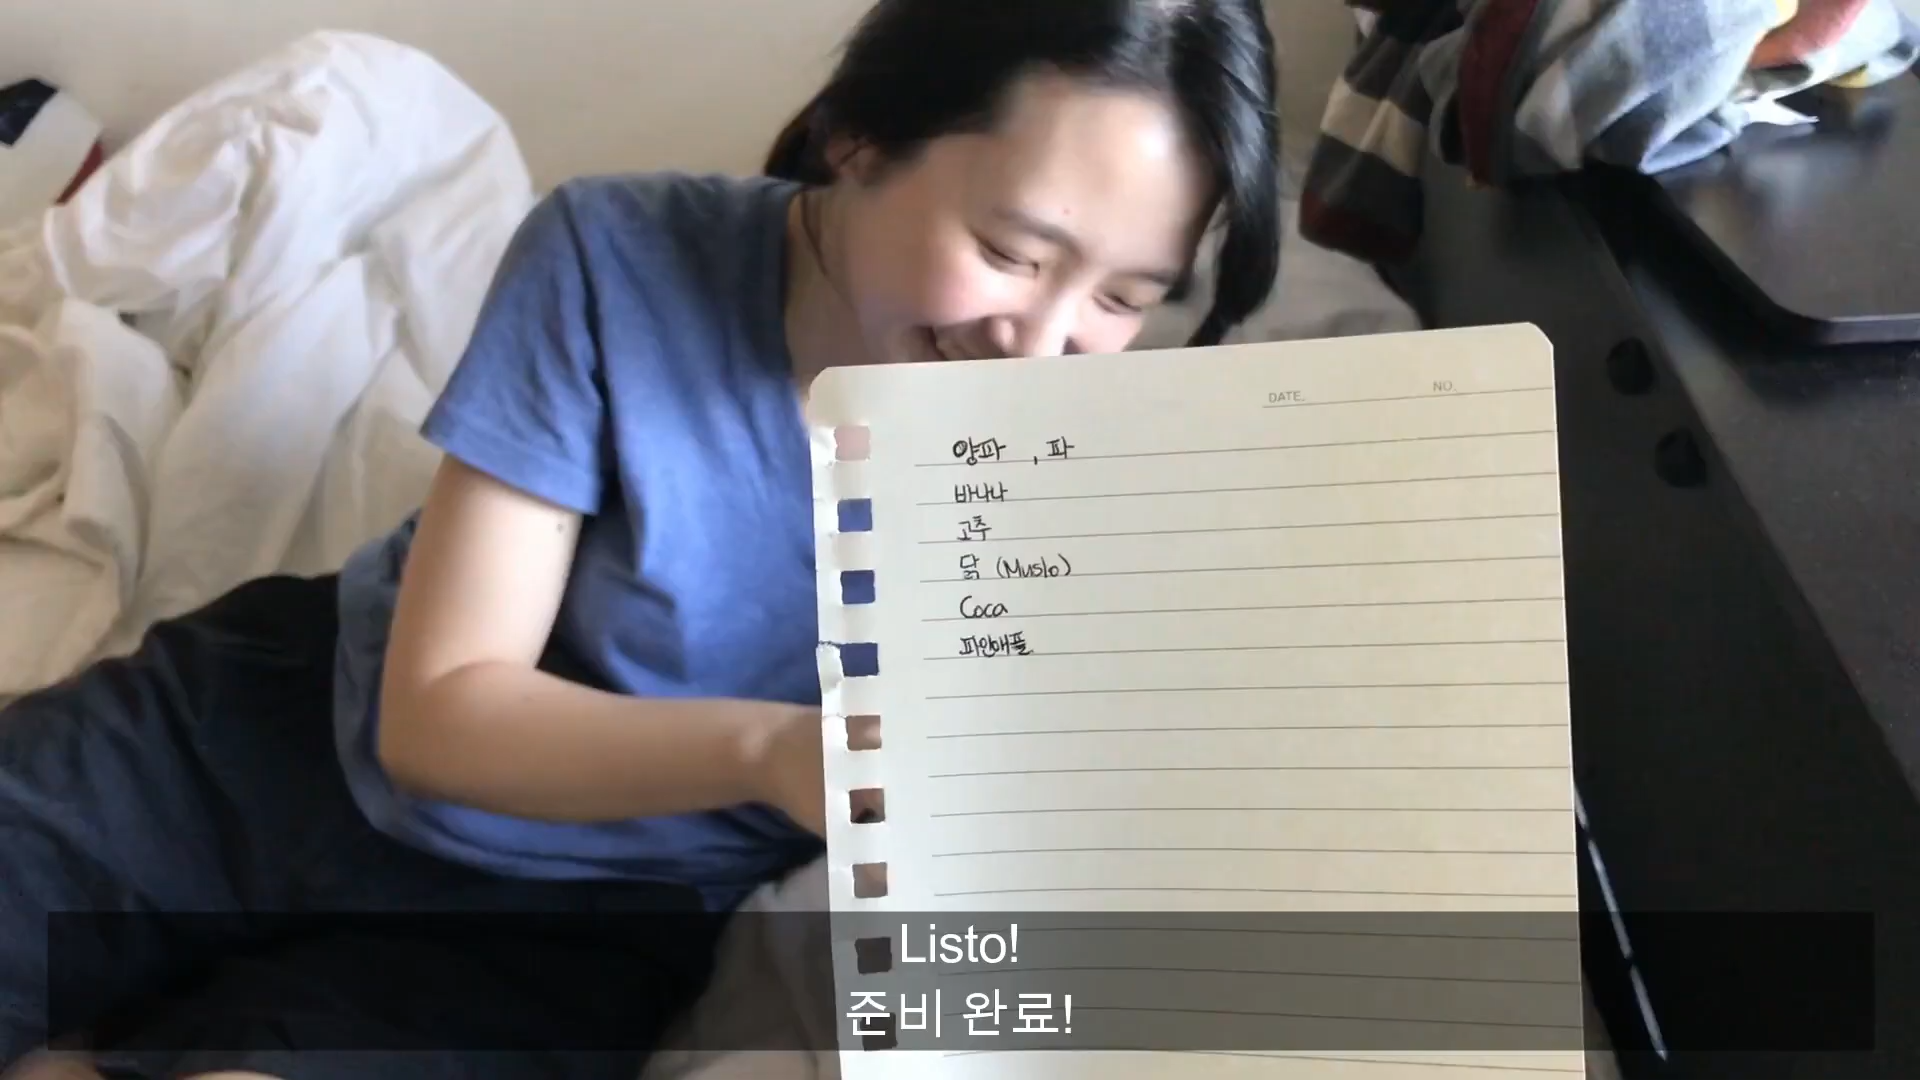 DATE. NO.
양파 , 파
바나나
고추
닭 (Muslo)
Coca
파인애플
Listo!
준비 완료!